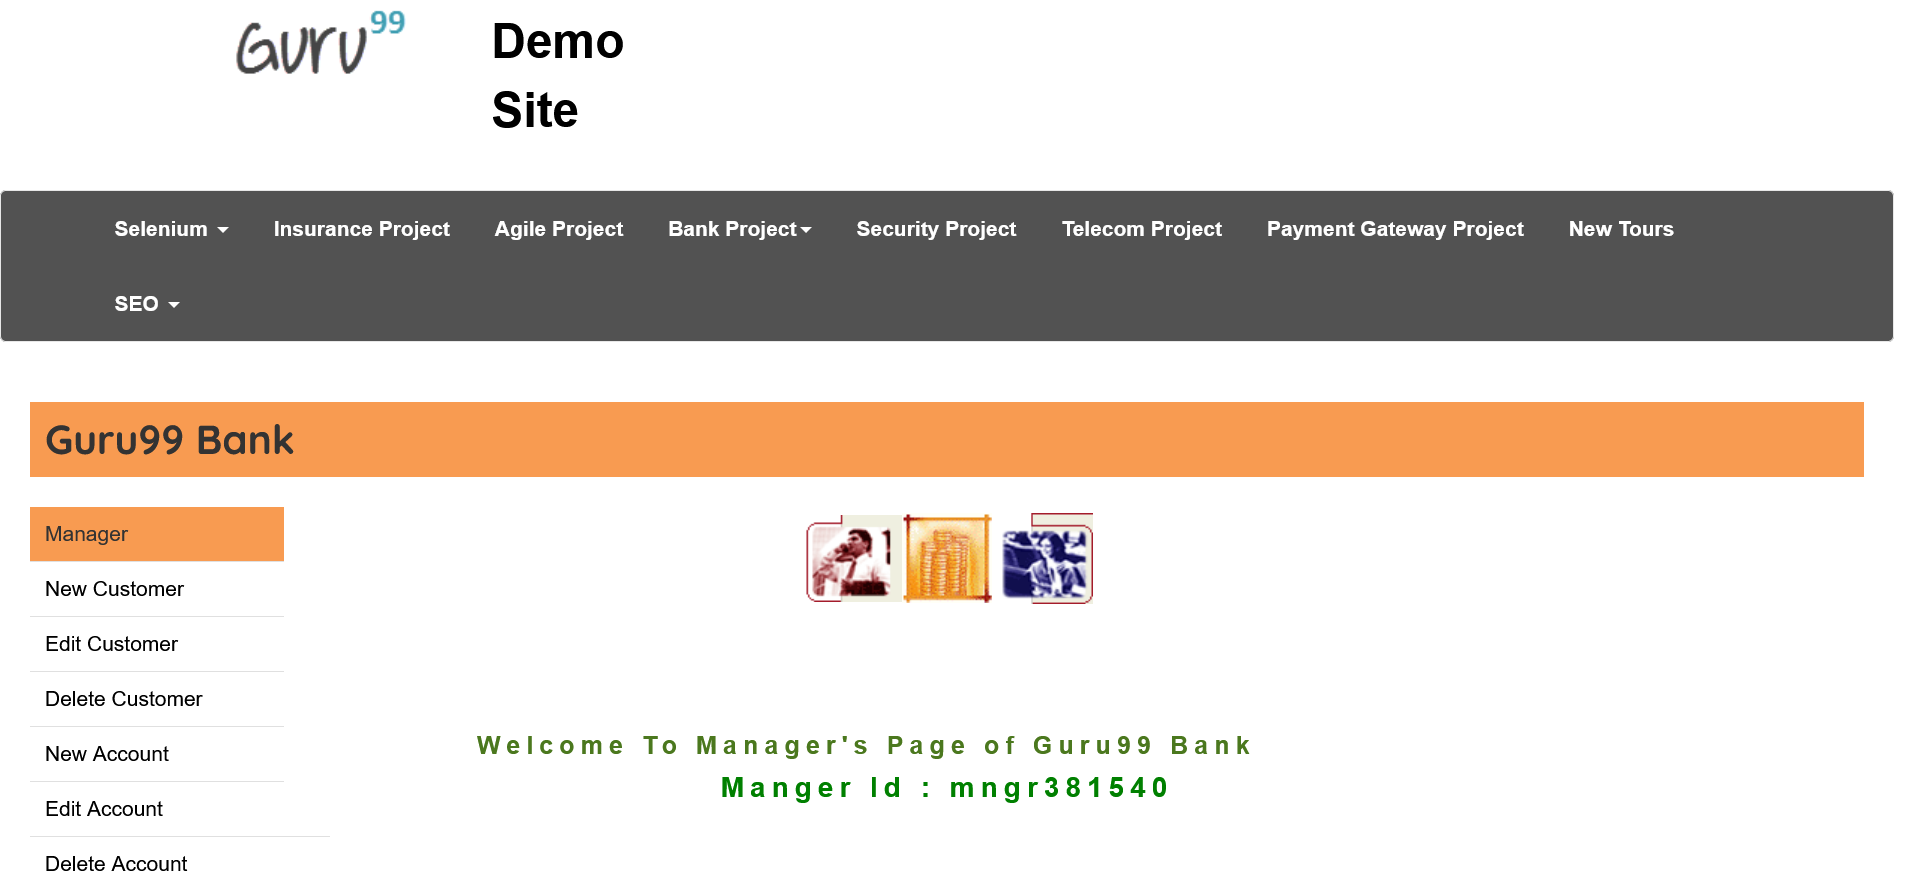 Guru99
Demo
Site
Selenium Insurance Project Agile Project Bank Project Security Project Telecom Project Payment Gateway Project New Tours
SEO
Guru99 Bank
Manager
New Customer
Edit Customer
Delete Customer
New Account
Edit Account
Delete Account
Welcome To Manager's Page of Guru99 Bank
Manger Id : mngr381540